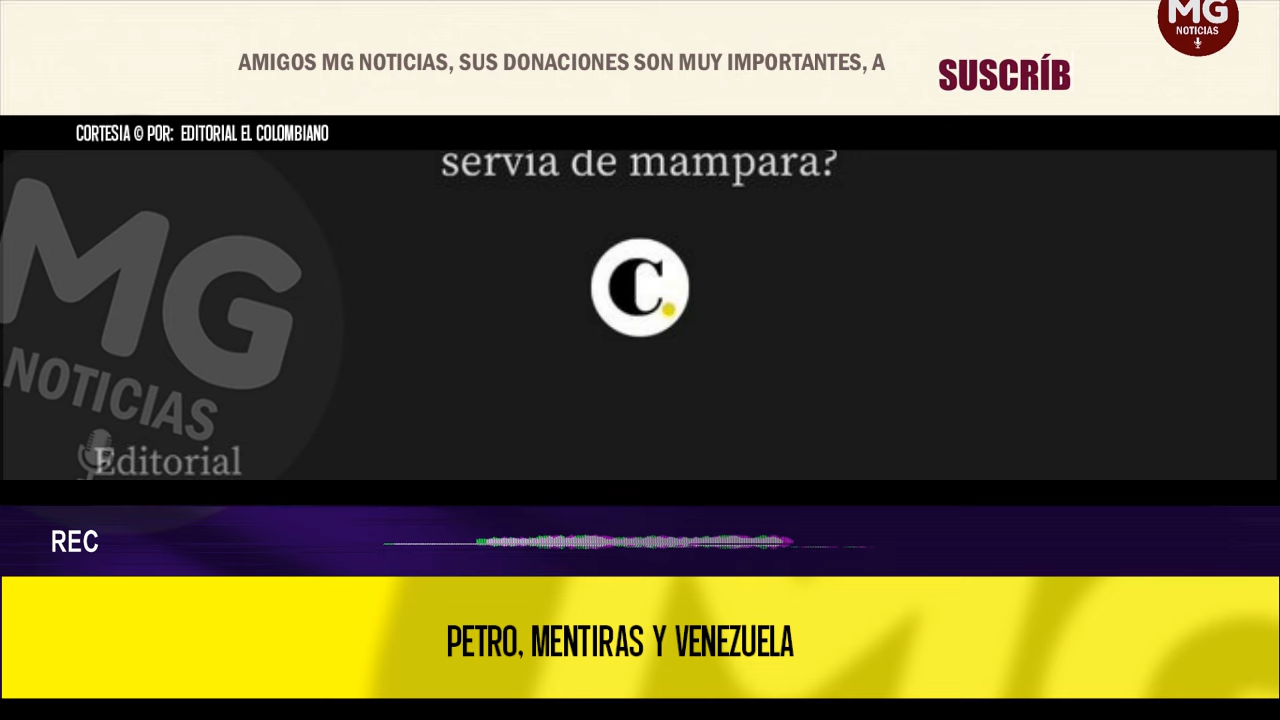 MG
NOTICIAS
AMIGOS MG NOTICIAS, SUS DONACIONES SON MUY IMPORTANTES, A
SUSCRÍB
CORTESIA © POR: EDITORIAL EL COLOMBIANO
servía de mampara?
C.
MG
NOTICIAS
Editorial
REC
PETRO, MENTIRAS Y VENEZUELA